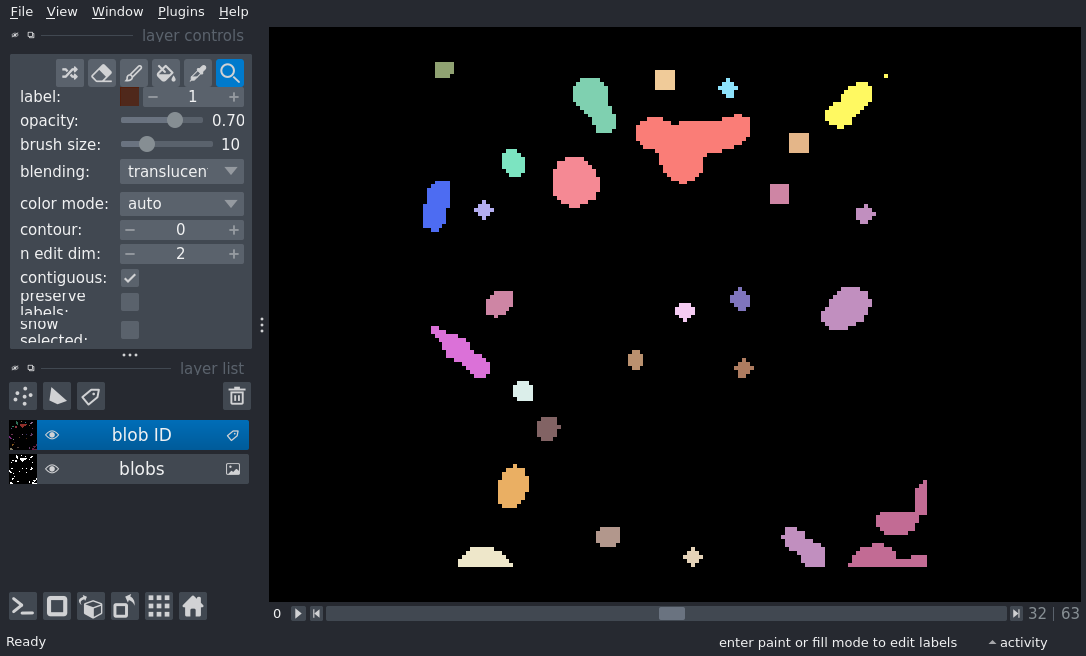 File View Window Plugins Help
layer controls
label: 1
opacity: 0.70
brush size: 10
blending: translucen
color mode: auto
contour: 0
n edit dim: 2
contiguous:
preserve
labels:
show
selected:
layer list
blob ID
blobs
0 32 63
Ready enter paint or fill mode to edit labels activity